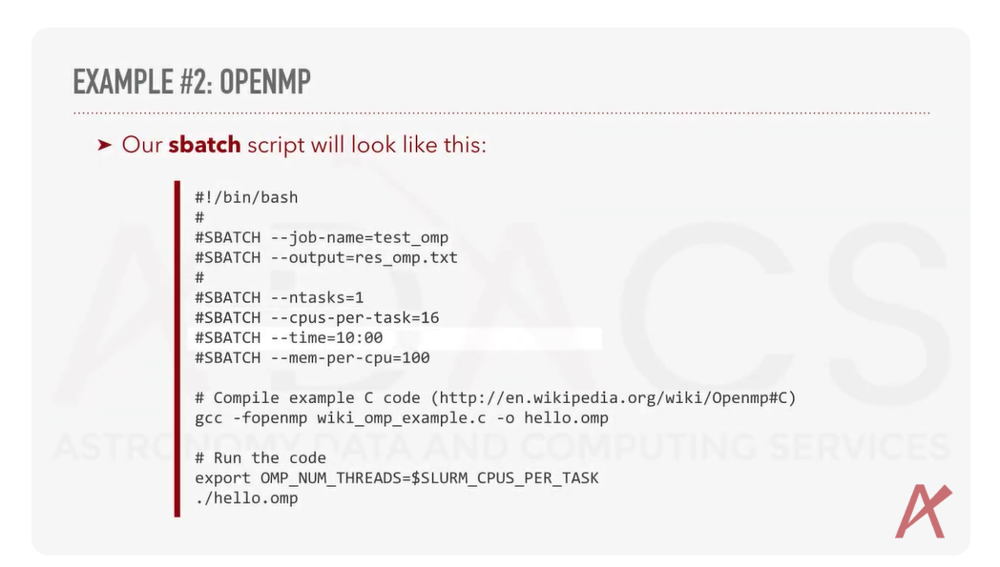 EXAMPLE #2: OPENMP
➤ Our sbatch script will look like this:
#!/bin/bash
#
#SBATCH --job-name=test_omp
#SBATCH --output=res_omp.txt
#
#SBATCH --ntasks=1
#SBATCH --cpus-per-task=16
#SBATCH --time=10:00
#SBATCH --mem-per-cpu=100
# Compile example C code (http://en.wikipedia.org/wiki/Openmp#C)
gcc -fopenmp wiki_omp_example.c -o hello.omp
# Run the code
export OMP_NUM_THREADS=$SLURM_CPUS_PER_TASK
./hello.omp
ADACS
ASTRONOMY DATA AND COMPUTING SERVICES